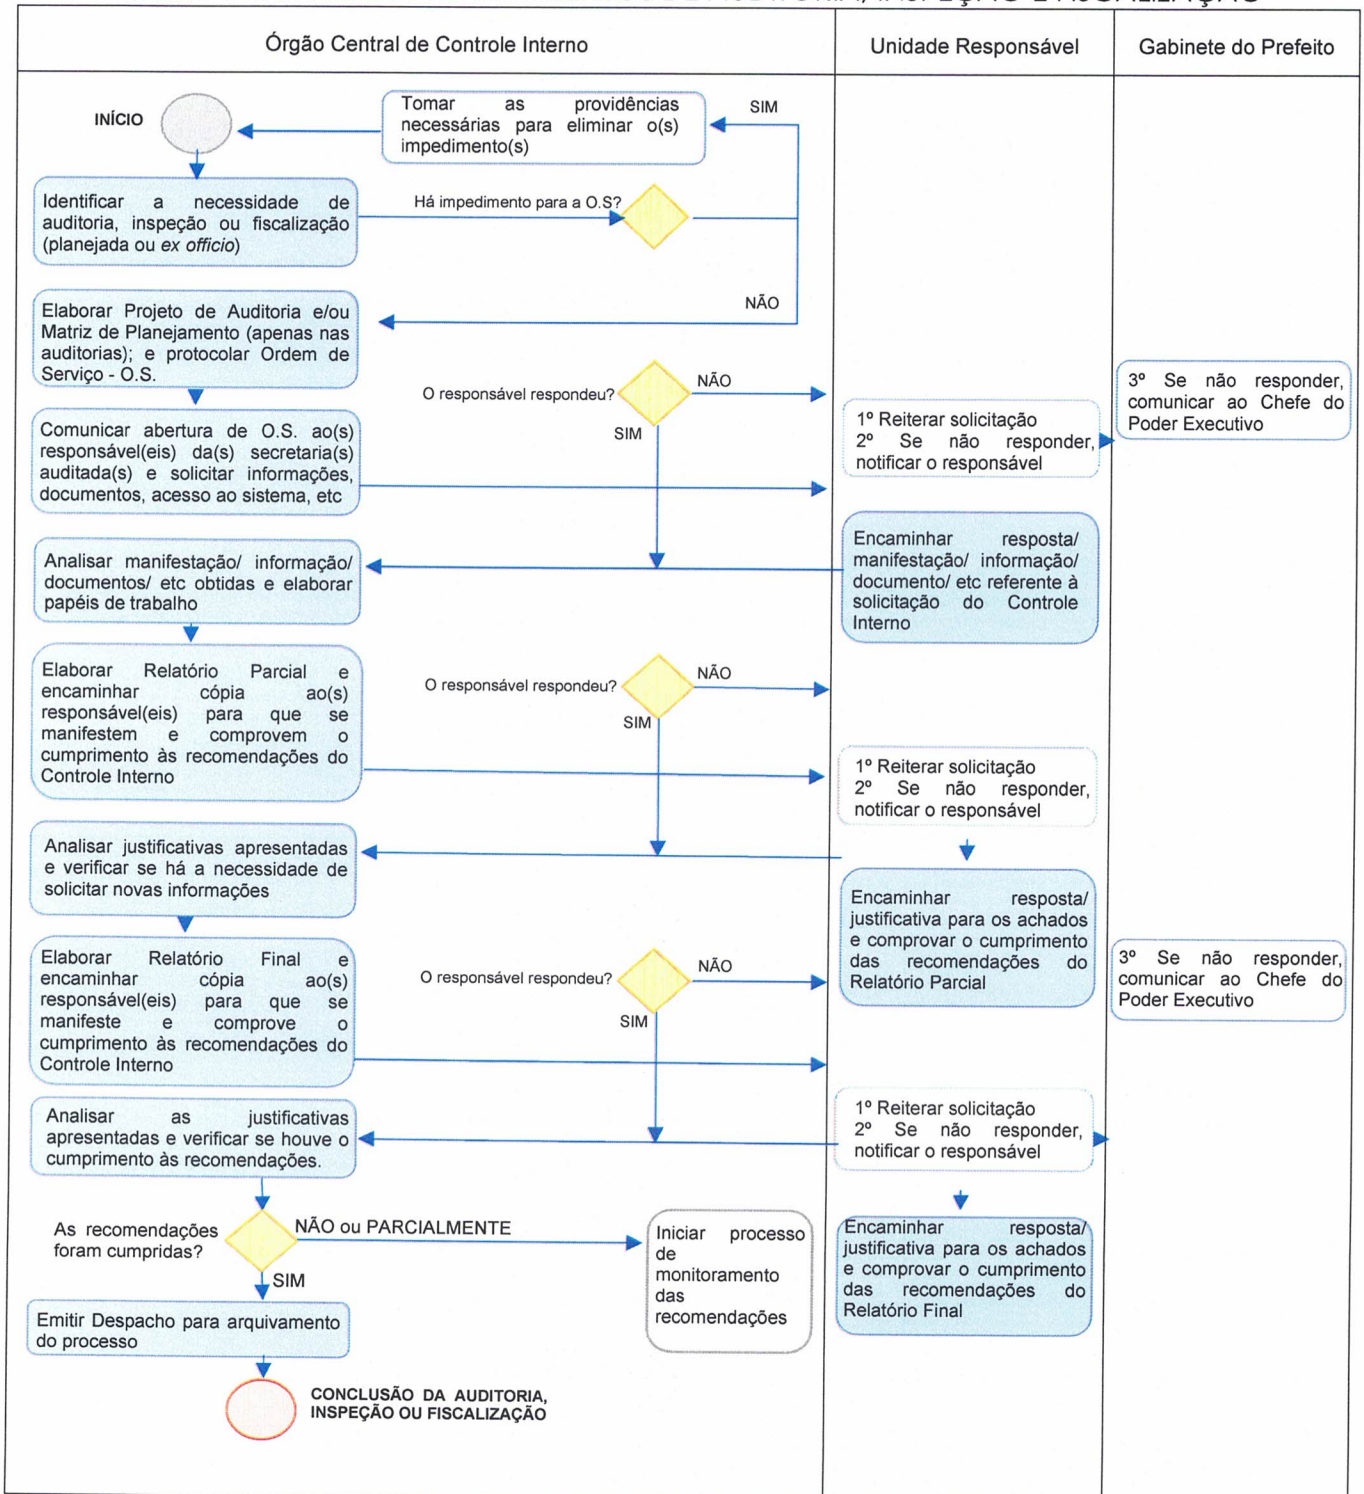 INSPEÇÃO E FISCALIZAÇÃO
Órgão Central de Controle Interno
Unidade Responsável
Gabinete do Prefeito
INÍCIO
Tomar as providências
necessárias para eliminar o(s)
impedimento(s)
SIM
Identificar a necessidade de
auditoria, inspeção ou fiscalização
(planejada ou ex officio)
Há impedimento para a O.S?
NÃO
Elaborar Projeto de Auditoria e/ou
Matriz de Planejamento (apenas nas
auditorias); e protocolar Ordem de
Serviço - O.S.
O responsável respondeu?
NÃO
SIM
3º Se não responder,
comunicar ao Chefe do
Poder Executivo
1º Reiterar solicitação
2º Se não responder,
notificar o responsável
Comunicar abertura de O.S. ao(s)
responsável(eis) da(s) secretaria(s)
auditada(s) e solicitar informações,
documentos, acesso ao sistema, etc
Encaminhar resposta/
manifestação/ informação/
documento/ etc referente à
solicitação do Controle
Interno
Analisar manifestação/ informação/
documentos/ etc obtidas e elaborar
papéis de trabalho
Elaborar Relatório Parcial e
encaminhar cópia ao(s)
responsável(eis) para que se
manifestem e comprovem o
cumprimento às recomendações do
Controle Interno
O responsável respondeu?
NÃO
SIM
1º Reiterar solicitação
2º Se não responder,
notificar o responsável
Analisar justificativas apresentadas
e verificar se há a necessidade de
solicitar novas informações
Encaminhar resposta/
justificativa para os achados
e comprovar o cumprimento
das recomendações do
Relatório Parcial
Elaborar Relatório Final e
encaminhar cópia ao(s)
responsável(eis) para que se
manifeste e comprove o
cumprimento às recomendações do
Controle Interno
O responsável respondeu?
NÃO
SIM
3º Se não responder,
comunicar ao Chefe do
Poder Executivo
Analisar as justificativas
apresentadas e verificar se houve o
cumprimento às recomendações.
1º Reiterar solicitação
2º Se não responder,
notificar o responsável
As recomendações
foram cumpridas?
NÃO ou PARCIALMENTE
SIM
Iniciar processo
de
monitoramento
das
recomendações
Encaminhar resposta/
justificativa para os achados
e comprovar o cumprimento
das recomendações do
Relatório Final
Emitir Despacho para arquivamento
do processo
CONCLUSÃO DA AUDITORIA,
INSPEÇÃO OU FISCALIZAÇÃO